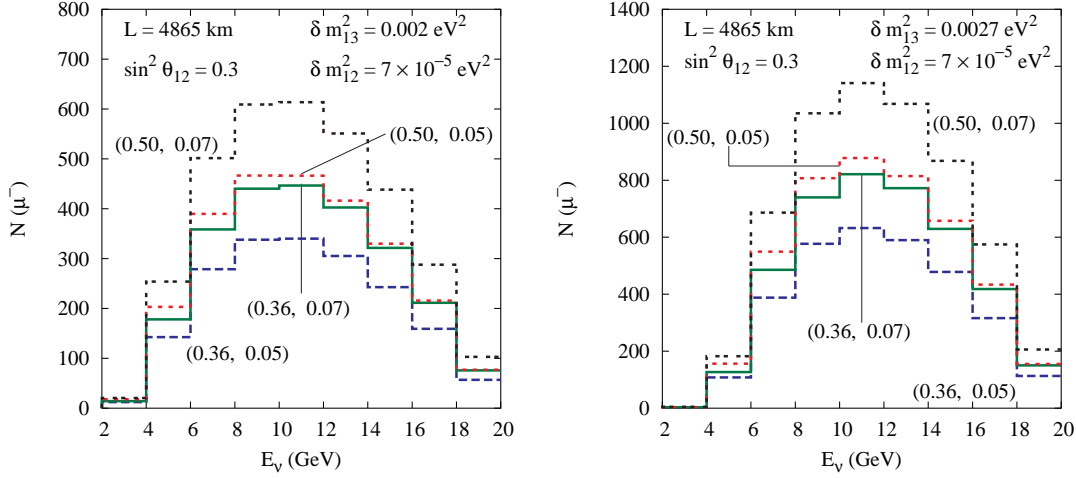 L = 4865 km δ m²₁₃ = 0.002 eV²
sin² θ₁₂ = 0.3 δ m²₁₂ = 7 × 10⁻⁵ eV²
(0.50, 0.07)
(0.50, 0.05)
(0.36, 0.07)
(0.36, 0.05)
N (μ⁻)
800
700
600
500
400
300
200
100
0
2 4 6 8 10 12 14 16 18 20
E_ν (GeV)
L = 4865 km δ m²₁₃ = 0.0027 eV²
sin² θ₁₂ = 0.3 δ m²₁₂ = 7 × 10⁻⁵ eV²
(0.50, 0.05)
(0.50, 0.07)
(0.36, 0.07)
(0.36, 0.05)
N (μ⁻)
1400
1200
1000
800
600
400
200
0
2 4 6 8 10 12 14 16 18 20
E_ν (GeV)